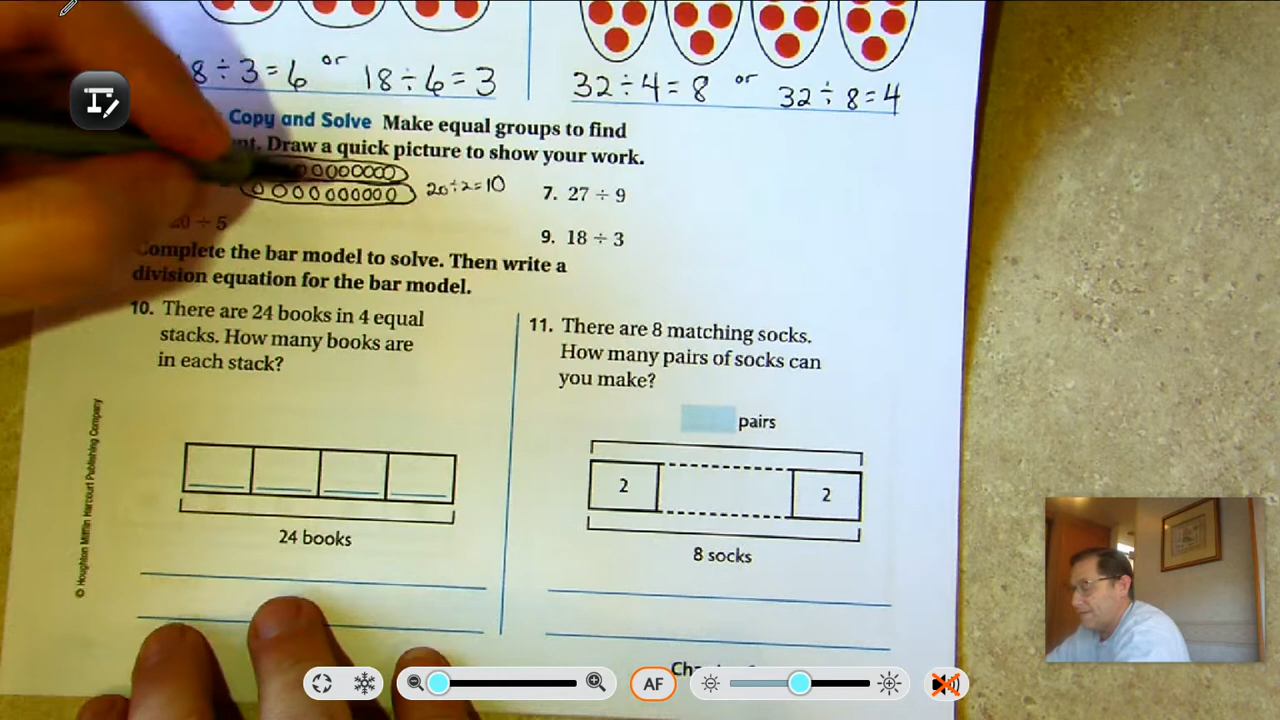 8 ÷ 3 = 6 or 18 ÷ 6 = 3
32 ÷ 4 = 8 or 32 ÷ 8 = 4
Copy and Solve Make equal groups to find
Draw a quick picture to show your work.
20 ÷ 2 = 10
7. 27 ÷ 9
0 ÷ 5
9. 18 ÷ 3
Complete the bar model to solve. Then write a
division equation for the bar model.
10. There are 24 books in 4 equal
stacks. How many books are
in each stack?
24 books
11. There are 8 matching socks.
How many pairs of socks can
you make?
pairs
2 2
8 socks
© Houghton Mifflin Harcourt Publishing Company
AF